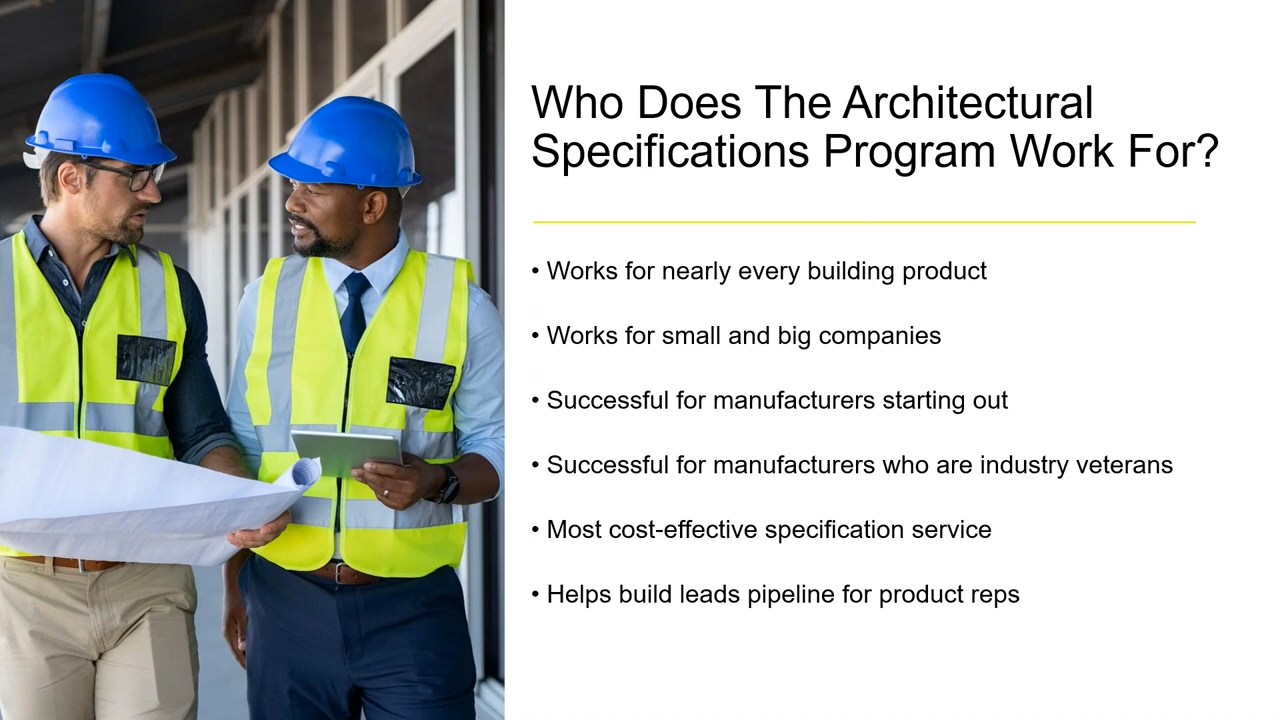 Who Does The Architectural
Specifications Program Work For?
• Works for nearly every building product
• Works for small and big companies
• Successful for manufacturers starting out
• Successful for manufacturers who are industry veterans
• Most cost-effective specification service
• Helps build leads pipeline for product reps